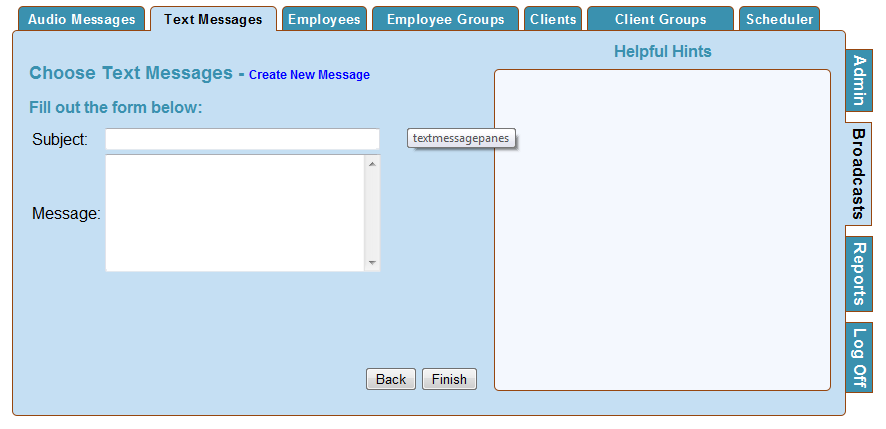 Audio Messages Text Messages Employees Employee Groups Clients Client Groups Scheduler
Helpful Hints
Choose Text Messages - Create New Message
Fill out the form below:
Subject:
textmessagepanes
Message:
Back Finish
Admin
Broadcasts
Reports
Log Off